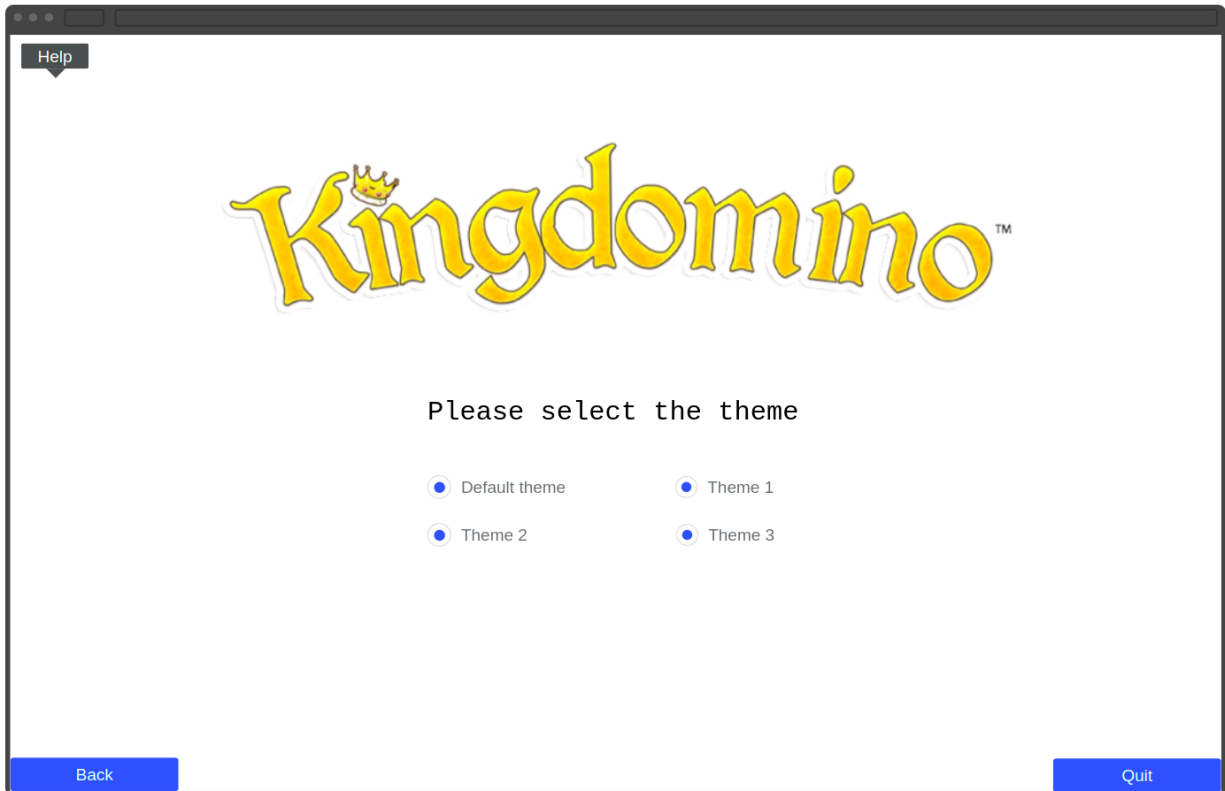 Help
Kingdomino™
Please select the theme
Default theme
Theme 1
Theme 2
Theme 3
Back
Quit